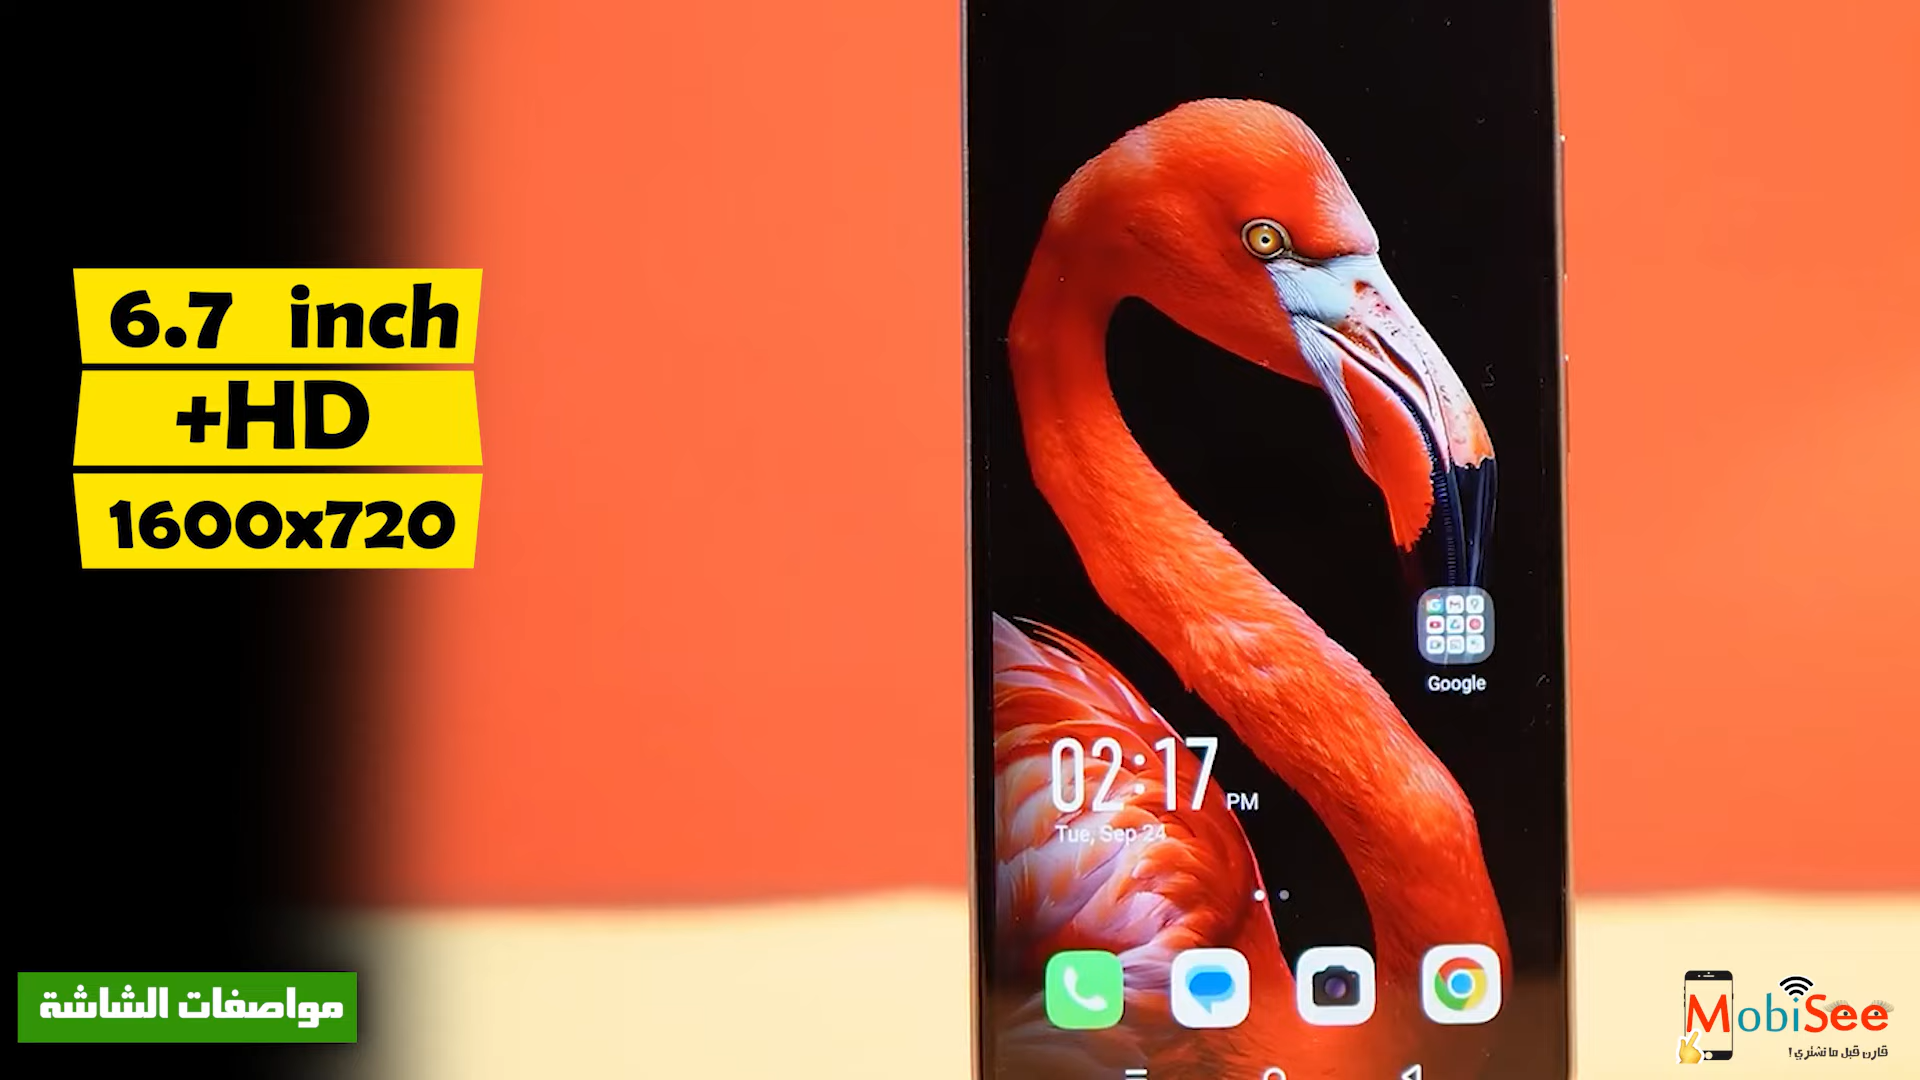 6.7 inch
+HD
1600x720
Google
02:17 PM
Tue, Sep 24
مواصفات الشاشة
MobiSee
قارن قبل ما تشتري !